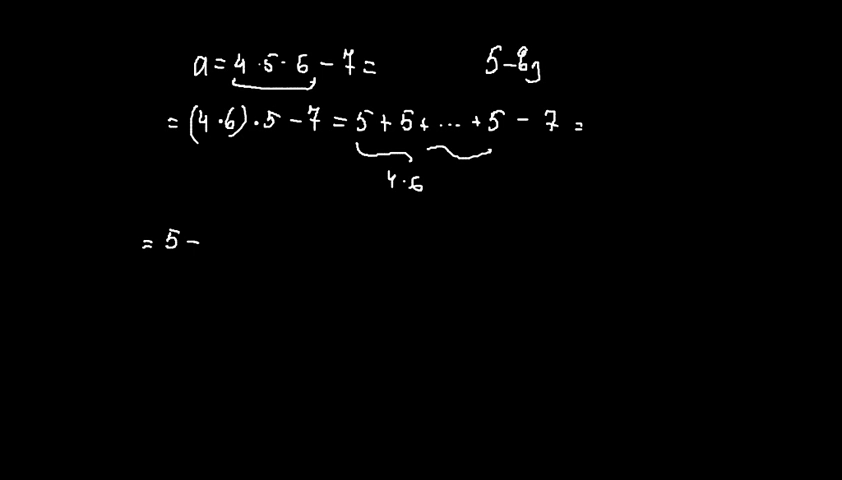 a = 4 · 5 · 6 - 7 =
= (4 · 6) · 5 - 7 = 5 + 5 + ... + 5 - 7 =
4 · 6
= 5 -